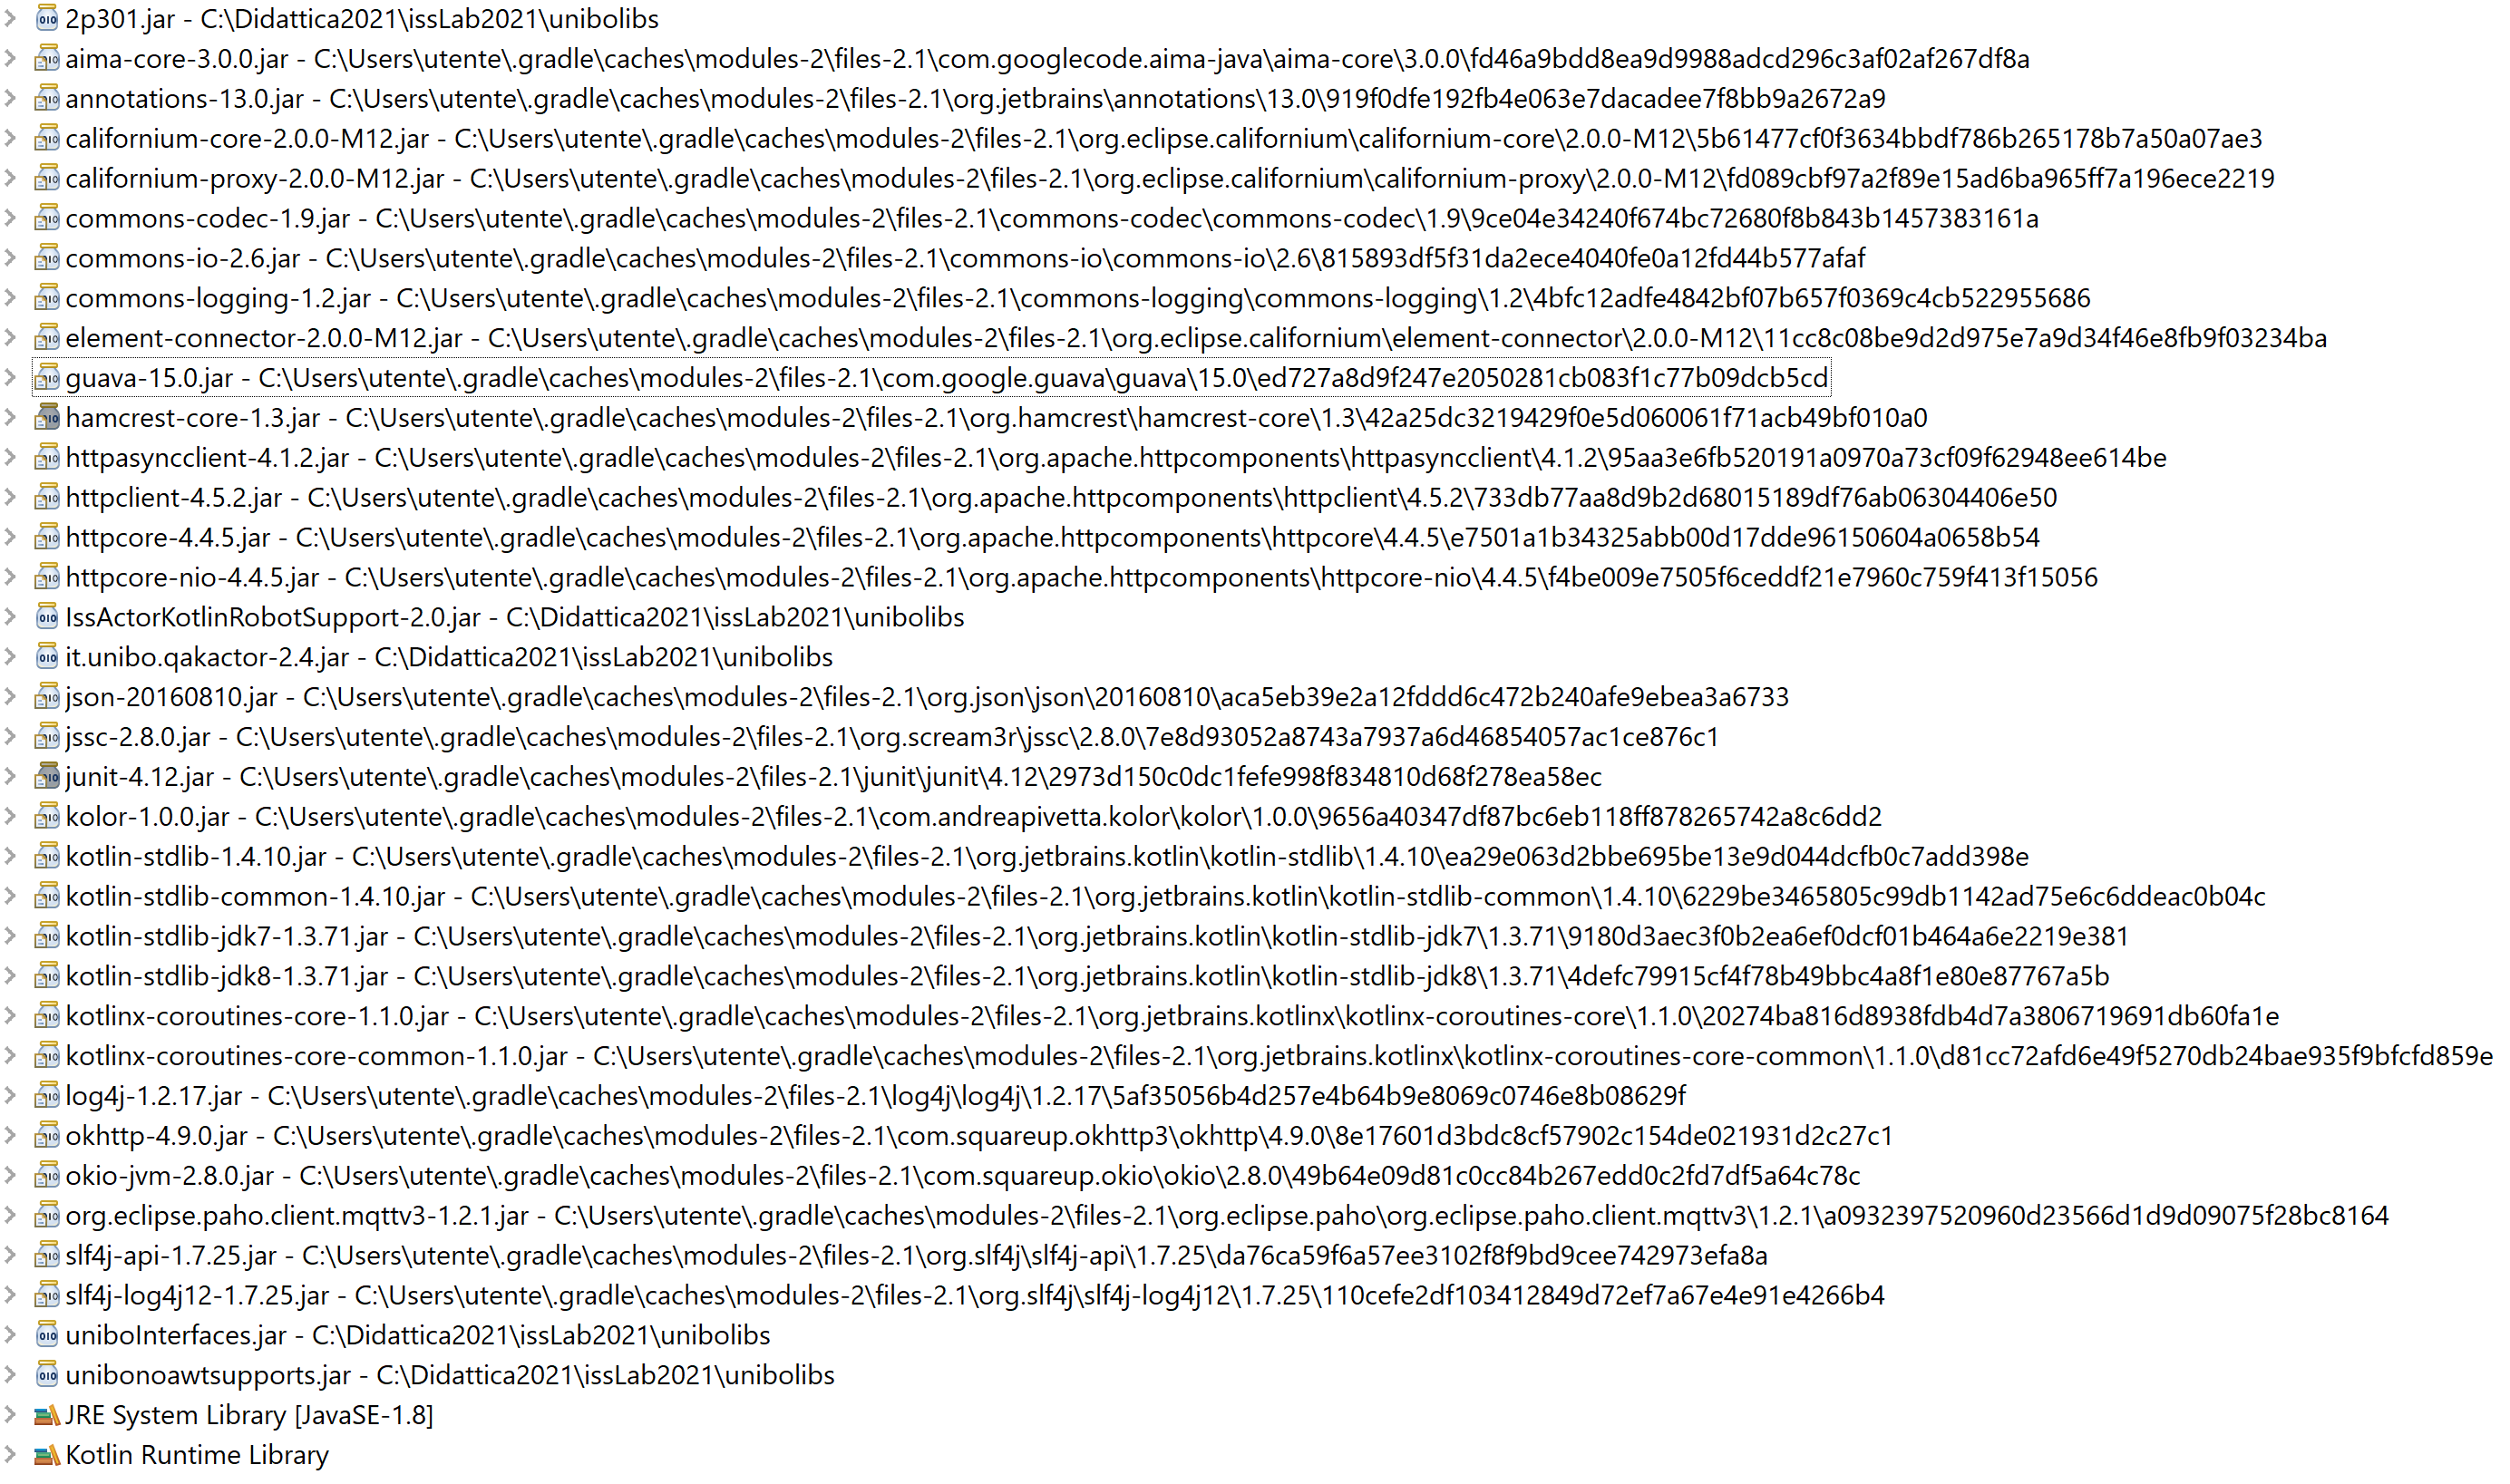 2p301.jar - C:\Didattica2021\issLab2021\unibolibs
aima-core-3.0.0.jar - C:\Users\utente\.gradle\caches\modules-2\files-2.1\com.googlecode.aima-java\aima-core\3.0.0\fd46a9bdd8ea9d9988adcd296c3af02af267df8a
annotations-13.0.jar - C:\Users\utente\.gradle\caches\modules-2\files-2.1\org.jetbrains\annotations\13.0\919f0dfe192fb4e063e7dacadee7f8bb9a2672a9
californium-core-2.0.0-M12.jar - C:\Users\utente\.gradle\caches\modules-2\files-2.1\org.eclipse.californium\californium-core\2.0.0-M12\5b61477cf0f3634bbdf786b265178b7a50a07ae3
californium-proxy-2.0.0-M12.jar - C:\Users\utente\.gradle\caches\modules-2\files-2.1\org.eclipse.californium\californium-proxy\2.0.0-M12\fd089cbf97a2f89e15ad6ba965ff7a196ece2219
commons-codec-1.9.jar - C:\Users\utente\.gradle\caches\modules-2\files-2.1\commons-codec\commons-codec\1.9\9ce04e34240f674bc72680f8b843b1457383161a
commons-io-2.6.jar - C:\Users\utente\.gradle\caches\modules-2\files-2.1\commons-io\commons-io\2.6\815893df5f31da2ece4040fe0a12fd44b577afaf
commons-logging-1.2.jar - C:\Users\utente\.gradle\caches\modules-2\files-2.1\commons-logging\commons-logging\1.2\4bfc12adfe4842bf07b657f0369c4cb522955686
element-connector-2.0.0-M12.jar - C:\Users\utente\.gradle\caches\modules-2\files-2.1\org.eclipse.californium\element-connector\2.0.0-M12\11cc8c08be9d2d975e7a9d34f46e8fb9f03234ba
guava-15.0.jar - C:\Users\utente\.gradle\caches\modules-2\files-2.1\com.google.guava\guava\15.0\ed727a8d9f247e2050281cb083f1c77b09dcb5cd
hamcrest-core-1.3.jar - C:\Users\utente\.gradle\caches\modules-2\files-2.1\org.hamcrest\hamcrest-core\1.3\42a25dc3219429f0e5d060061f71acb49bf010a0
httpasyncclient-4.1.2.jar - C:\Users\utente\.gradle\caches\modules-2\files-2.1\org.apache.httpcomponents\httpasyncclient\4.1.2\95aa3e6fb520191a0970a73cf09f62948ee614be
httpclient-4.5.2.jar - C:\Users\utente\.gradle\caches\modules-2\files-2.1\org.apache.httpcomponents\httpclient\4.5.2\733db77aa8d9b2d68015189df76ab06304406e50
httpcore-4.4.5.jar - C:\Users\utente\.gradle\caches\modules-2\files-2.1\org.apache.httpcomponents\httpcore\4.4.5\e7501a1b34325abb00d17dde96150604a0658b54
httpcore-nio-4.4.5.jar - C:\Users\utente\.gradle\caches\modules-2\files-2.1\org.apache.httpcomponents\httpcore-nio\4.4.5\f4be009e7505f6ceddf21e7960c759f413f15056
IssActorKotlinRobotSupport-2.0.jar - C:\Didattica2021\issLab2021\unibolibs
it.unibo.qakactor-2.4.jar - C:\Didattica2021\issLab2021\unibolibs
json-20160810.jar - C:\Users\utente\.gradle\caches\modules-2\files-2.1\org.json\json\20160810\aca5eb39e2a12fddd6c472b240afe9ebea3a6733
jssc-2.8.0.jar - C:\Users\utente\.gradle\caches\modules-2\files-2.1\org.scream3r\jssc\2.8.0\7e8d93052a8743a7937a6d46854057ac1ce876c1
junit-4.12.jar - C:\Users\utente\.gradle\caches\modules-2\files-2.1\junit\junit\4.12\2973d150c0dc1fefe998f834810d68f278ea58ec
kolor-1.0.0.jar - C:\Users\utente\.gradle\caches\modules-2\files-2.1\com.andreapivetta.kolor\kolor\1.0.0\9656a40347df87bc6eb118ff878265742a8c6dd2
kotlin-stdlib-1.4.10.jar - C:\Users\utente\.gradle\caches\modules-2\files-2.1\org.jetbrains.kotlin\kotlin-stdlib\1.4.10\ea29e063d2bbe695be13e9d044dcfb0c7add398e
kotlin-stdlib-common-1.4.10.jar - C:\Users\utente\.gradle\caches\modules-2\files-2.1\org.jetbrains.kotlin\kotlin-stdlib-common\1.4.10\6229be3465805c99db1142ad75e6c6ddeac0b04c
kotlin-stdlib-jdk7-1.3.71.jar - C:\Users\utente\.gradle\caches\modules-2\files-2.1\org.jetbrains.kotlin\kotlin-stdlib-jdk7\1.3.71\9180d3aec3f0b2ea6ef0dcf01b464a6e2219e381
kotlin-stdlib-jdk8-1.3.71.jar - C:\Users\utente\.gradle\caches\modules-2\files-2.1\org.jetbrains.kotlin\kotlin-stdlib-jdk8\1.3.71\4defc79915cf4f78b49bbc4a8f1e80e87767a5b
kotlinx-coroutines-core-1.1.0.jar - C:\Users\utente\.gradle\caches\modules-2\files-2.1\org.jetbrains.kotlinx\kotlinx-coroutines-core\1.1.0\20274ba816d8938fdb4d7a3806719691db60fa1e
kotlinx-coroutines-core-common-1.1.0.jar - C:\Users\utente\.gradle\caches\modules-2\files-2.1\org.jetbrains.kotlinx\kotlinx-coroutines-core-common\1.1.0\d81cc72afd6e49f5270db24bae935f9bfcfd859e
log4j-1.2.17.jar - C:\Users\utente\.gradle\caches\modules-2\files-2.1\log4j\log4j\1.2.17\5af35056b4d257e4b64b9e8069c0746e8b08629f
okhttp-4.9.0.jar - C:\Users\utente\.gradle\caches\modules-2\files-2.1\com.squareup.okhttp3\okhttp\4.9.0\8e17601d3bdc8cf57902c154de021931d2c27c1
okio-jvm-2.8.0.jar - C:\Users\utente\.gradle\caches\modules-2\files-2.1\com.squareup.okio\okio\2.8.0\49b64e09d81c0cc84b267edd0c2fd7df5a64c78c
org.eclipse.paho.client.mqttv3-1.2.1.jar - C:\Users\utente\.gradle\caches\modules-2\files-2.1\org.eclipse.paho\org.eclipse.paho.client.mqttv3\1.2.1\a0932397520960d23566d1d9d09075f28bc8164
slf4j-api-1.7.25.jar - C:\Users\utente\.gradle\caches\modules-2\files-2.1\org.slf4j\slf4j-api\1.7.25\da76ca59f6a57ee3102f8f9bd9cee742973efa8a
slf4j-log4j12-1.7.25.jar - C:\Users\utente\.gradle\caches\modules-2\files-2.1\org.slf4j\slf4j-log4j12\1.7.25\110cefe2df103412849d72ef7a67e4e91e4266b4
uniboInterfaces.jar - C:\Didattica2021\issLab2021\unibolibs
unibonoawtsupports.jar - C:\Didattica2021\issLab2021\unibolibs
JRE System Library [JavaSE-1.8]
Kotlin Runtime Library